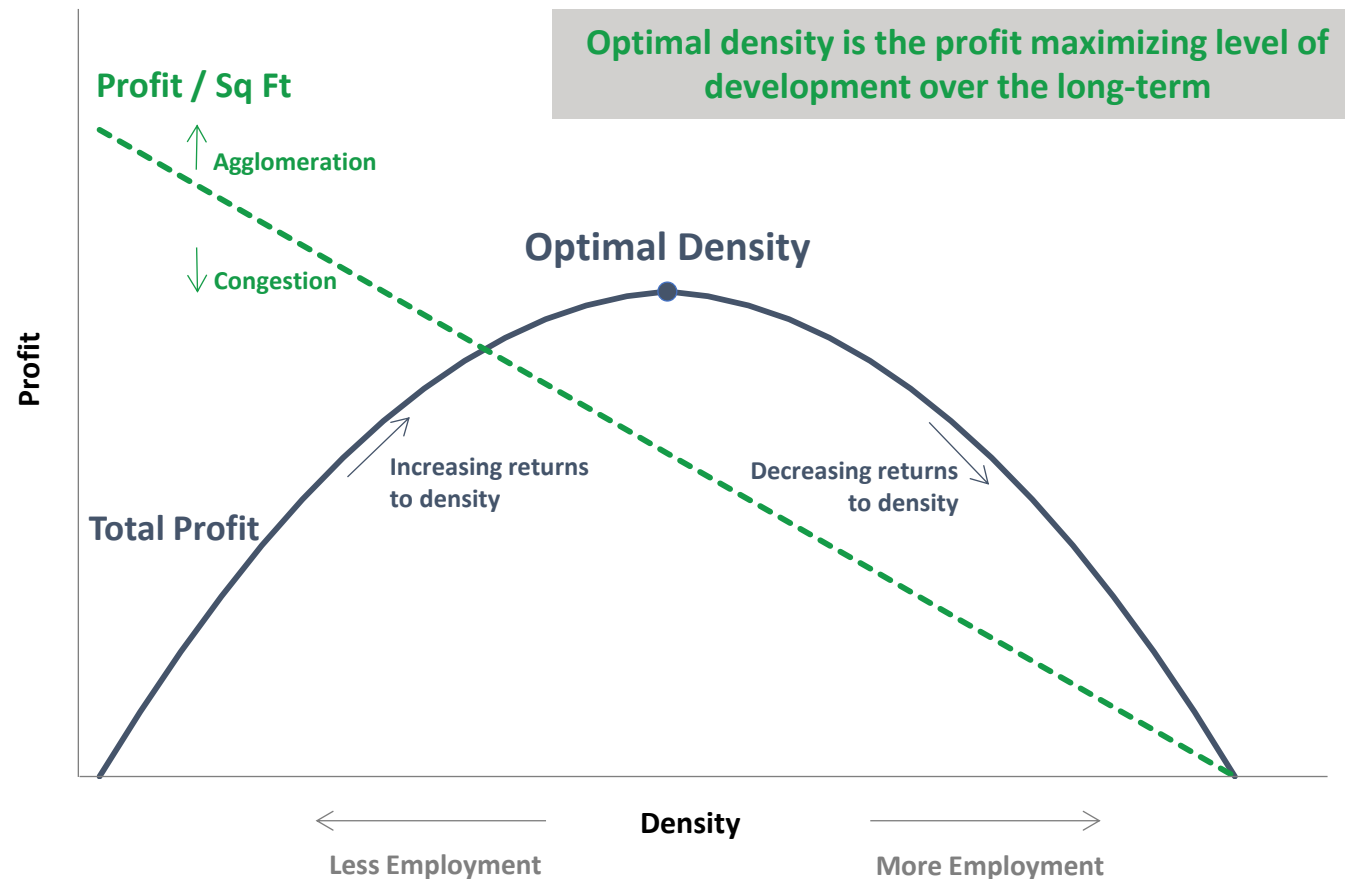 Optimal density is the profit maximizing level of
development over the long-term
Profit / Sq Ft
Agglomeration
Congestion
Optimal Density
Profit
Increasing returns
to density
Decreasing returns
to density
Total Profit
Density
Less Employment
More Employment